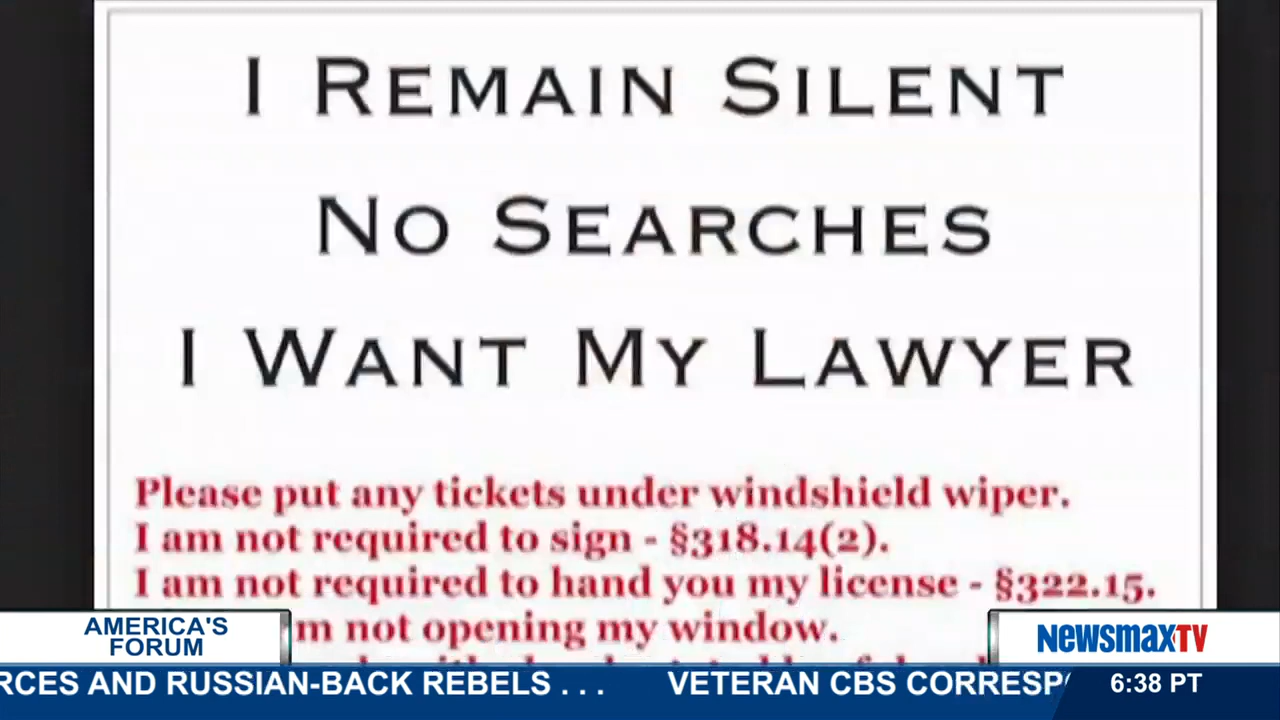 I REMAIN SILENT
NO SEARCHES
I WANT MY LAWYER
Please put any tickets under windshield wiper.
I am not required to sign - §318.14(2).
I am not required to hand you my license - §322.15.
m not opening my window.
AMERICA'S
FORUM
NEWSMAXTV
RCES AND RUSSIAN-BACK REBELS . . . VETERAN CBS CORRESP
6:38 PT